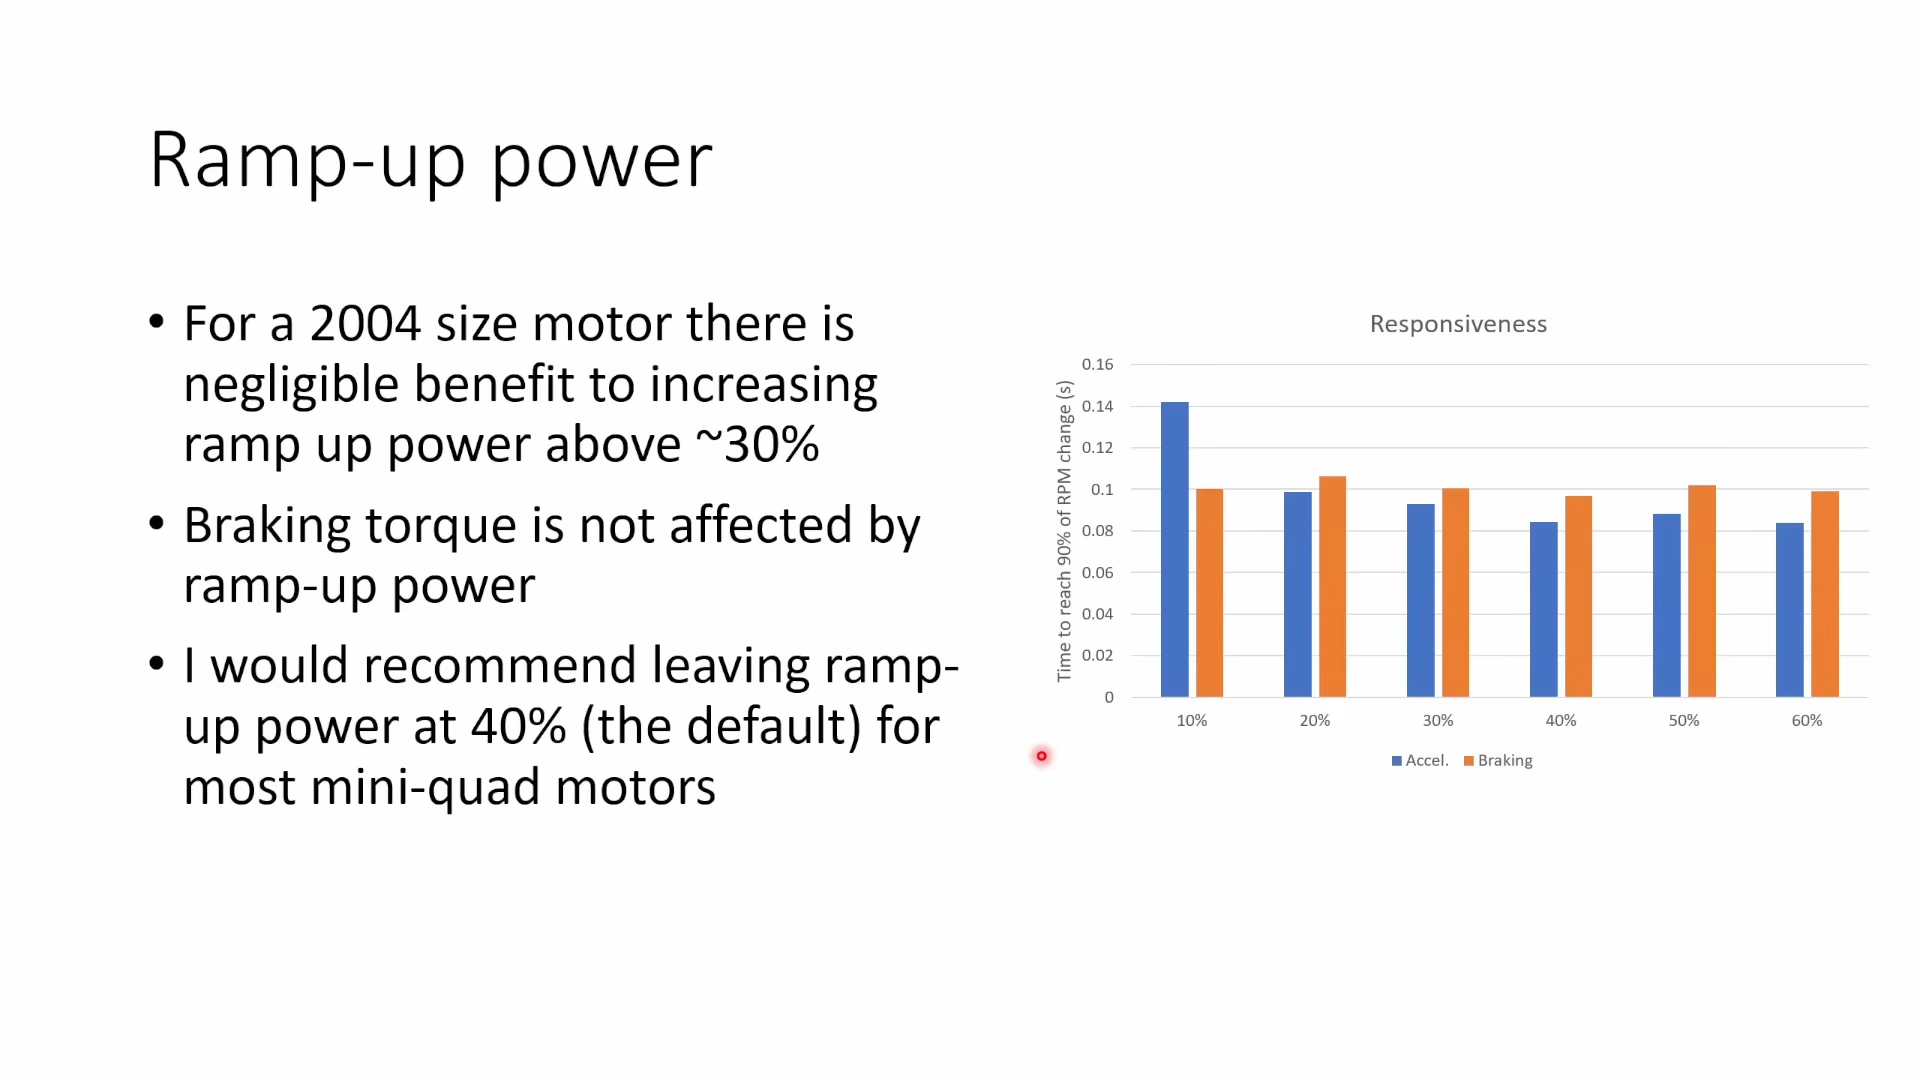 Ramp-up power
• For a 2004 size motor there is
negligible benefit to increasing
ramp up power above ~30%
• Braking torque is not affected by
ramp-up power
• I would recommend leaving ramp-
up power at 40% (the default) for
most mini-quad motors
Responsiveness
Time to reach 90% of RPM change (s)
0.16
0.14
0.12
0.1
0.08
0.06
0.04
0.02
0
10% 20% 30% 40% 50% 60%
Accel. Braking